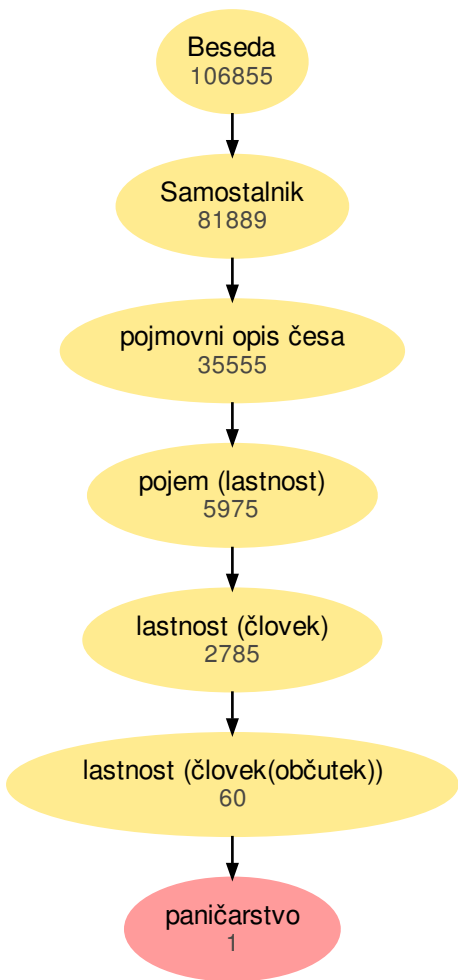 Beseda
106855
Samostalnik
81889
pojmovni opis česa
35555
pojem (lastnost)
5975
lastnost (človek)
2785
lastnost (človek(občutek))
60
paničarstvo
1